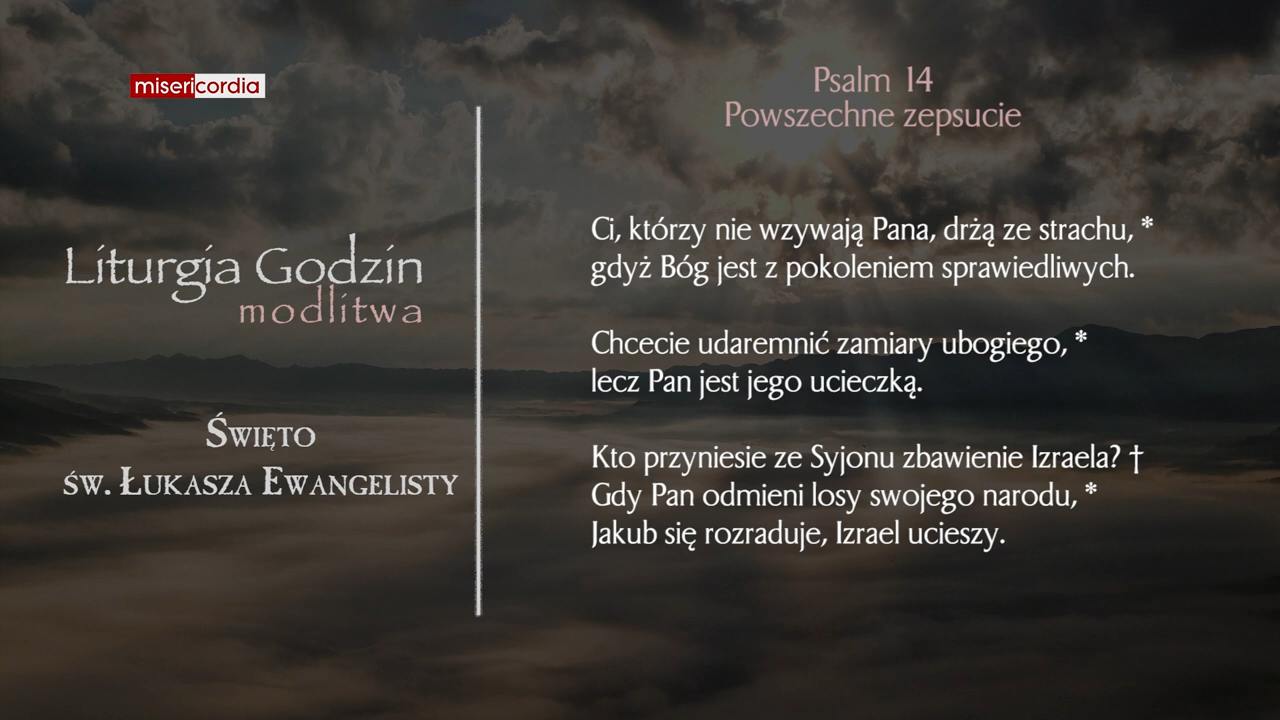 misericordia
Liturgia Godzin
modlitwa
Święto
św. Łukasza Ewangelisty
Psalm 14
Powszechne zepsucie
Ci, którzy nie wzywają Pana, drżą ze strachu, *
gdyż Bóg jest z pokoleniem sprawiedliwych.
Chcecie udaremnić zamiary ubogiego, *
lecz Pan jest jego ucieczką.
Kto przyniesie ze Syjonu zbawienie Izraela? †
Gdy Pan odmieni losy swojego narodu, *
Jakub się rozraduje, Izrael ucieszy.